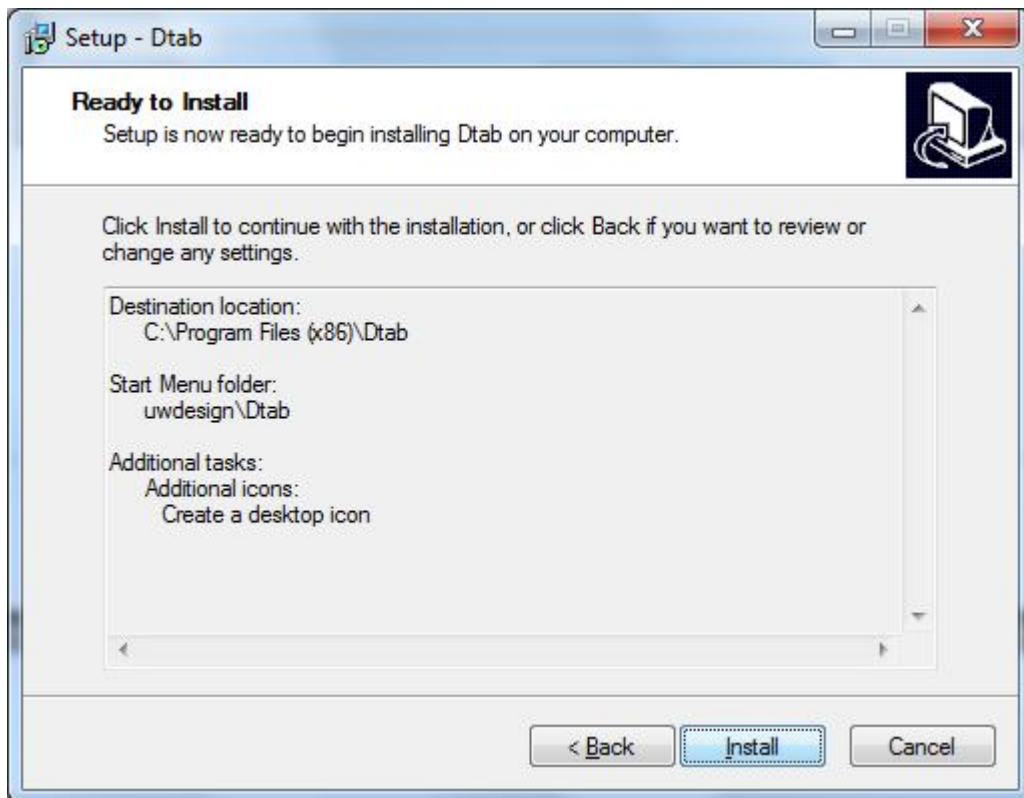 Setup - Dtab
Ready to Install
Setup is now ready to begin installing Dtab on your computer.
Click Install to continue with the installation, or click Back if you want to review or
change any settings.
Destination location:
C:\Program Files (x86)\Dtab
Start Menu folder:
uwdesign\Dtab
Additional tasks:
Additional icons:
Create a desktop icon
< Back
Install
Cancel